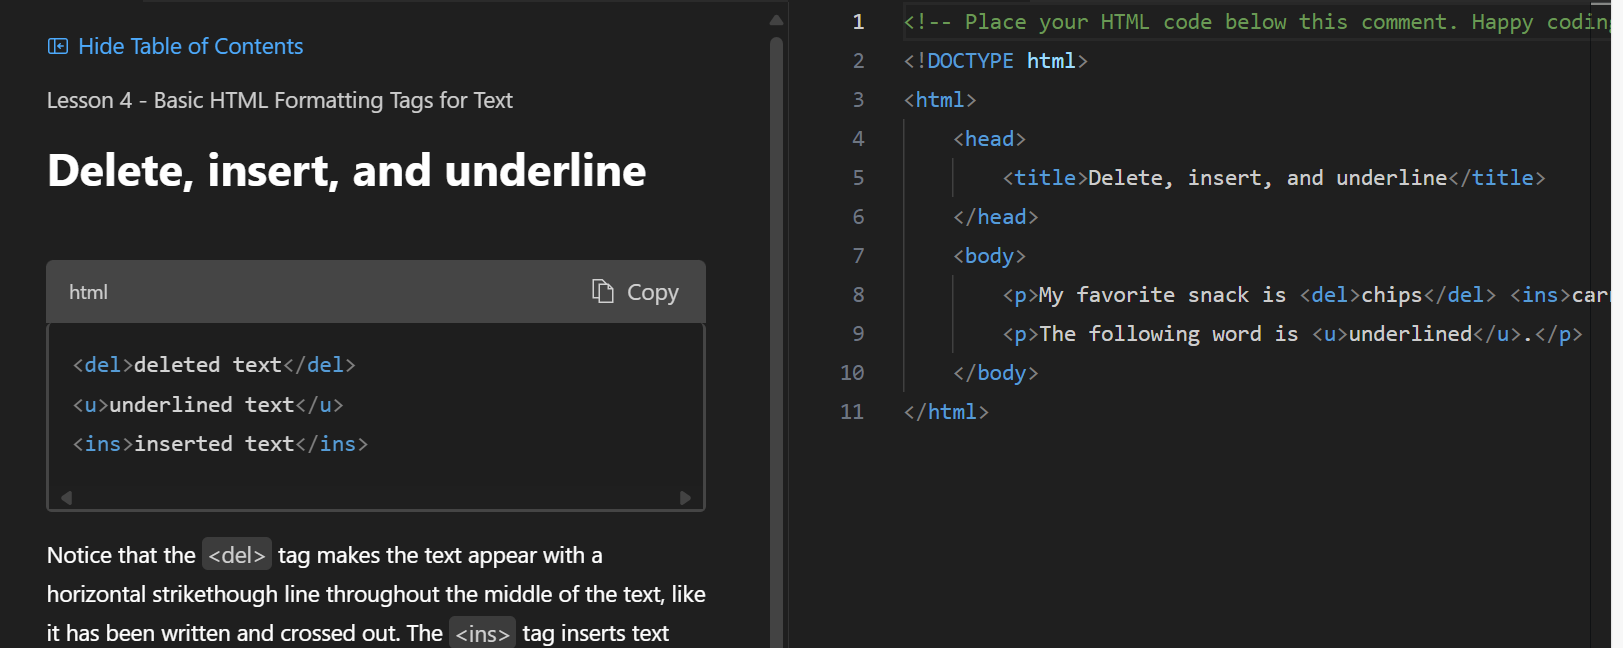 Hide Table of Contents
Lesson 4 - Basic HTML Formatting Tags for Text
Delete, insert, and underline
html
Copy
<del>deleted text</del>
<u>underlined text</u>
<ins>inserted text</ins>
Notice that the <del> tag makes the text appear with a
horizontal strikethough line throughout the middle of the text, like
it has been written and crossed out. The <ins> tag inserts text
1 <!-- Place your HTML code below this comment. Happy coding
2 <!DOCTYPE html>
3 <html>
4 <head>
5 <title>Delete, insert, and underline</title>
6 </head>
7 <body>
8 <p>My favorite snack is <del>chips</del> <ins>car
9 <p>The following word is <u>underlined</u>.</p>
10 </body>
11 </html>